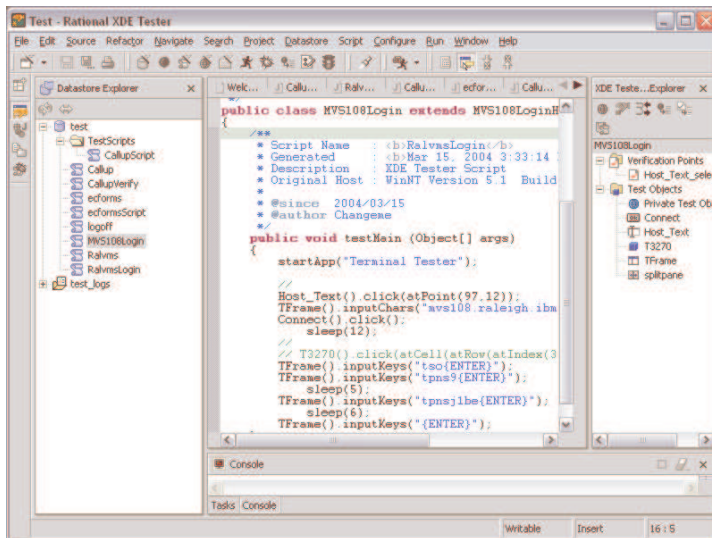 Test - Rational XDE Tester
File Edit Source Refactor Navigate Search Project Datastore Script Configure Run Window Help
Datastore Explorer
test
TestScripts
CallupScript
Callup
CallupVerify
ecforms
ecformsScript
logoff
MVS108Login
Ralvms
RalvmsLogin
test_logs
Welc... Callu... Ralv... Callu... ecfor... Callu...
*/
public class MVS108Login extends MVS108LoginH
{
/**
* Script Name : <b>RalvmsLogin</b>
* Generated : <b>Mar 15, 2004 3:33:14
* Description : XDE Tester Script
* Original Host : WinNT Version 5.1 Build
*
* @since 2004/03/15
* @author Changeme
*/
public void testMain (Object[] args)
{
startApp("Terminal Tester");
//
Host_Text().click(atPoint(97,12));
TFrame().inputChars("mvs108.raleigh.ibm
Connect().click();
sleep(12);
//
// T3270().click(atCell(atRow(atIndex(3
TFrame().inputKeys("tso{ENTER}");
TFrame().inputKeys("tpns9{ENTER}");
sleep(5);
TFrame().inputKeys("tpnsj1be{ENTER}");
sleep(6);
TFrame().inputKeys("{ENTER}");
XDE Teste...Explorer
MVS108Login
Verification Points
Host_Text_sele
Test Objects
Private Test Ob
Connect
Host_Text
T3270
TFrame
splitpane
Console
Tasks Console
Writable Insert 16 : 5